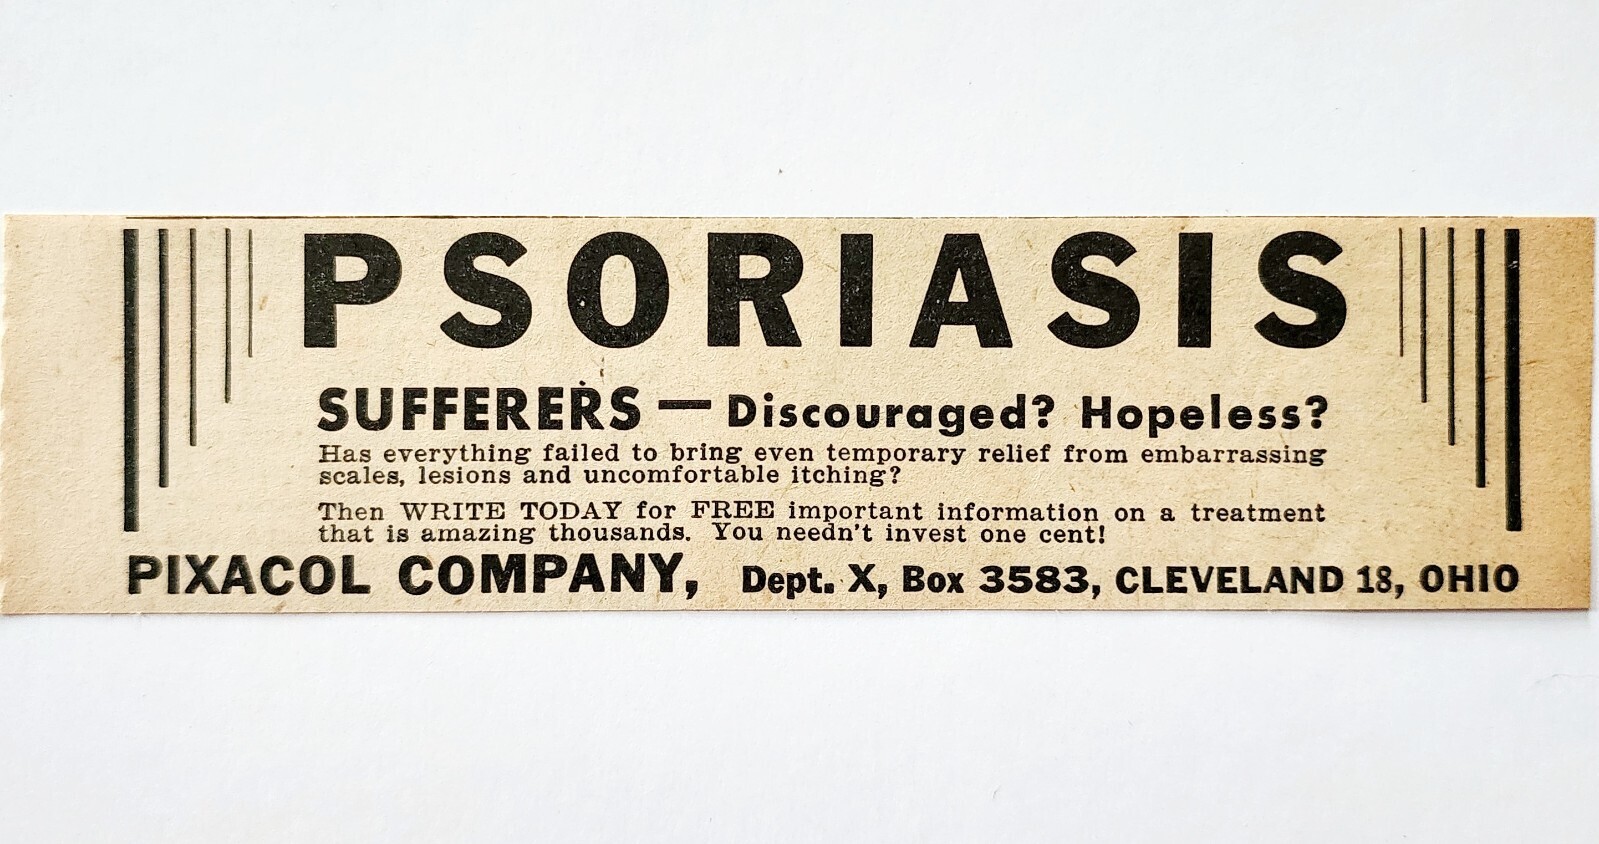 PSORIASIS
SUFFERERS — Discouraged? Hopeless?
Has everything failed to bring even temporary relief from embarrassing
scales, lesions and uncomfortable itching?
Then WRITE TODAY for FREE important information on a treatment
that is amazing thousands. You needn't invest one cent!
PIXACOL COMPANY, Dept. X, Box 3583, CLEVELAND 18, OHIO